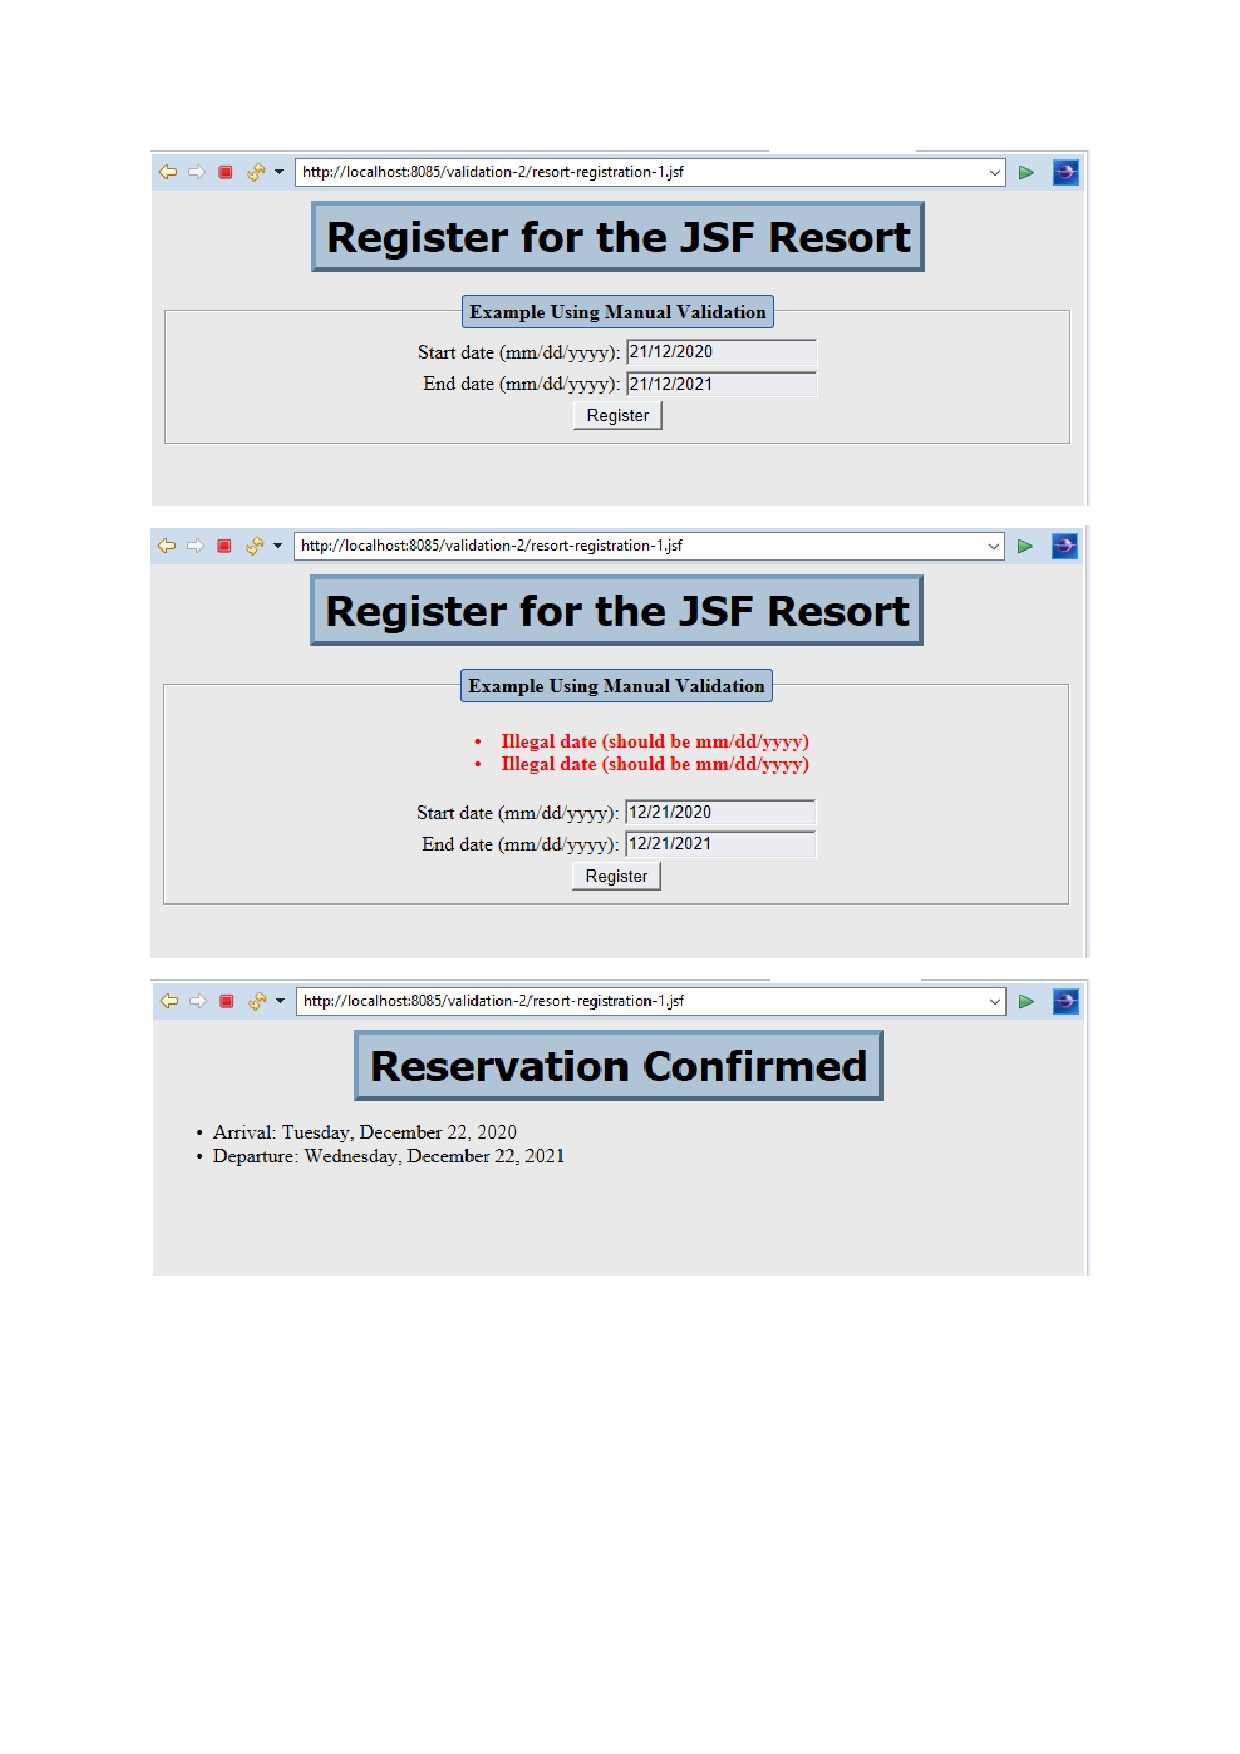 http://localhost:8085/validation-2/resort-registration-1.jsf
Register for the JSF Resort
Example Using Manual Validation
Start date (mm/dd/yyyy): 21/12/2020
End date (mm/dd/yyyy): 21/12/2021
Register
http://localhost:8085/validation-2/resort-registration-1.jsf
Register for the JSF Resort
Example Using Manual Validation
• Illegal date (should be mm/dd/yyyy)
• Illegal date (should be mm/dd/yyyy)
Start date (mm/dd/yyyy): 12/21/2020
End date (mm/dd/yyyy): 12/21/2021
Register
http://localhost:8085/validation-2/resort-registration-1.jsf
Reservation Confirmed
• Arrival: Tuesday, December 22, 2020
• Departure: Wednesday, December 22, 2021